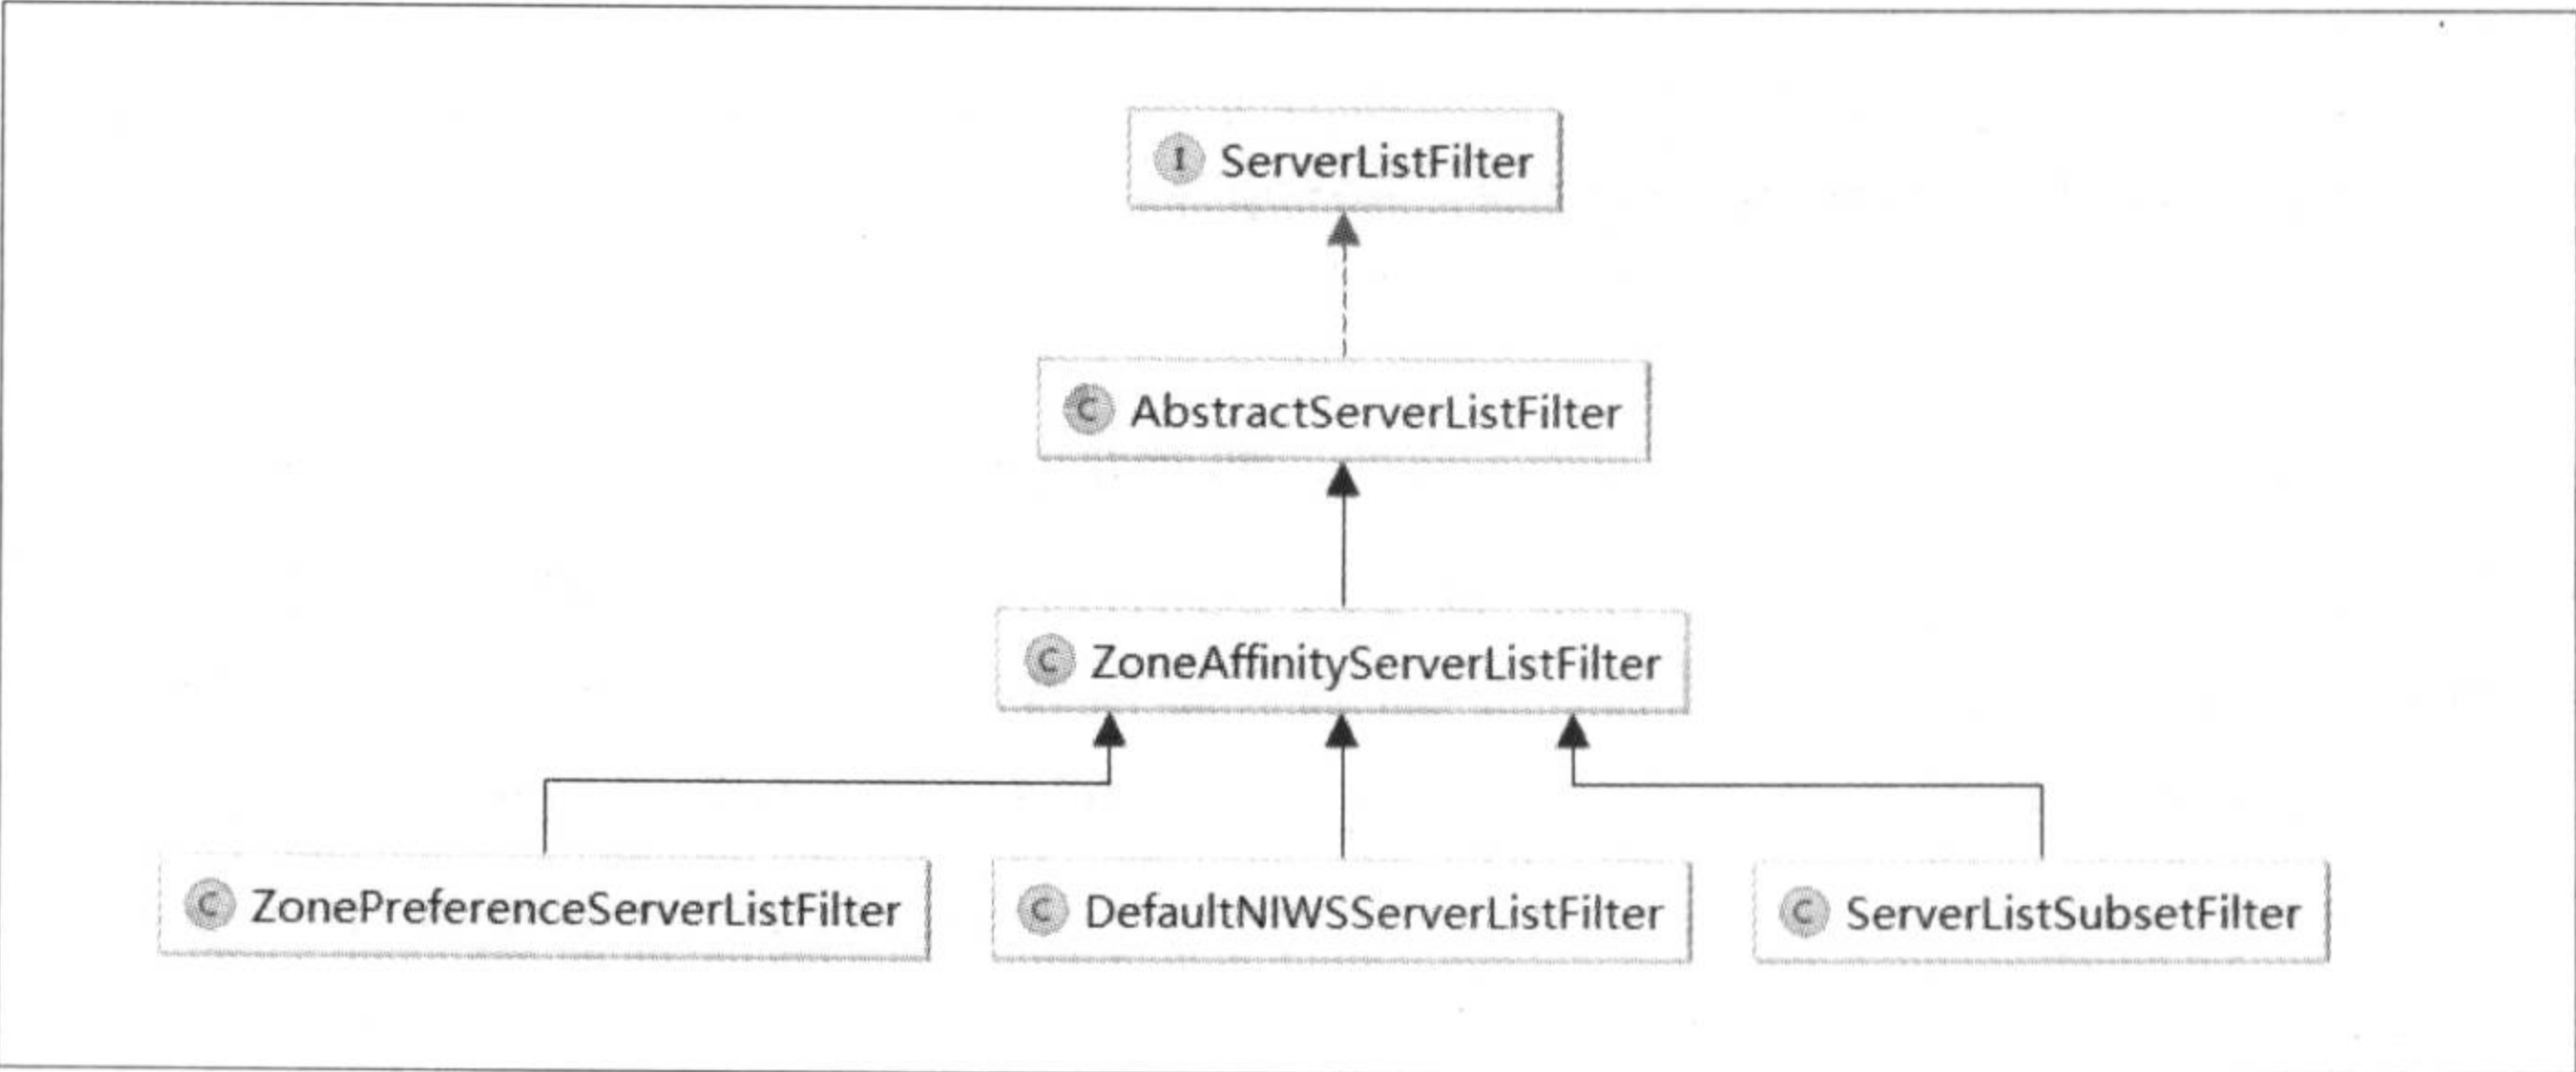 I ServerListFilter
C AbstractServerListFilter
C ZoneAffinityServerListFilter
C ZonePreferenceServerListFilter
C DefaultNIWSServerListFilter
C ServerListSubsetFilter